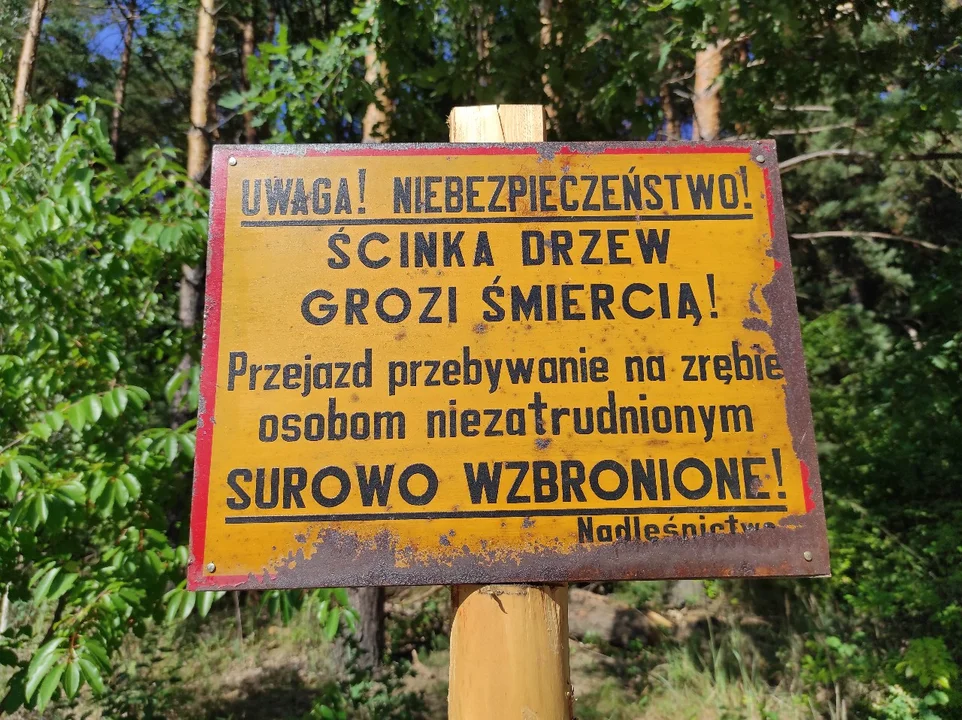 UWAGA! NIEBEZPIECZEŃSTWO!
ŚCINKA DRZEW
GROZI ŚMIERCIĄ!
Przejazd przebywanie na zrębie
osobom niezatrudnionym
SUROWO WZBRONIONE!
Nadleśnictwo